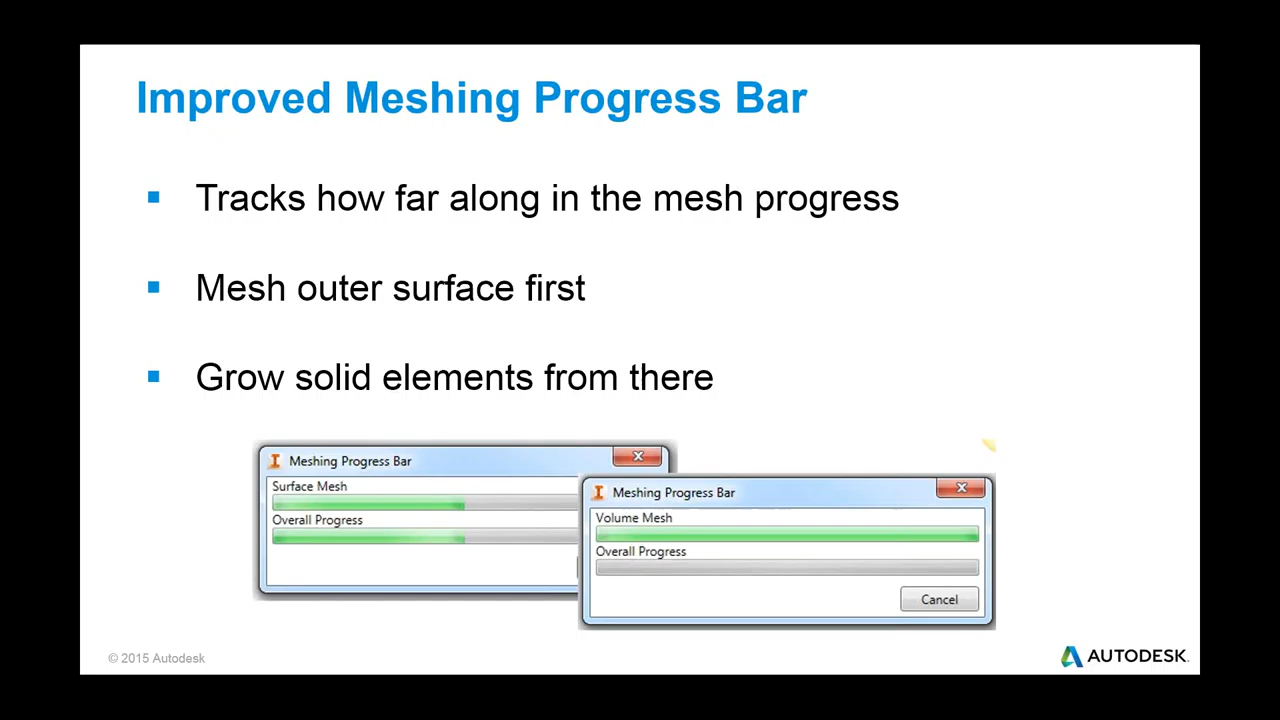 Improved Meshing Progress Bar
Tracks how far along in the mesh progress
Mesh outer surface first
Grow solid elements from there
Meshing Progress Bar
Surface Mesh
Overall Progress
Meshing Progress Bar
Volume Mesh
Overall Progress
Cancel
© 2015 Autodesk
AUTODESK.